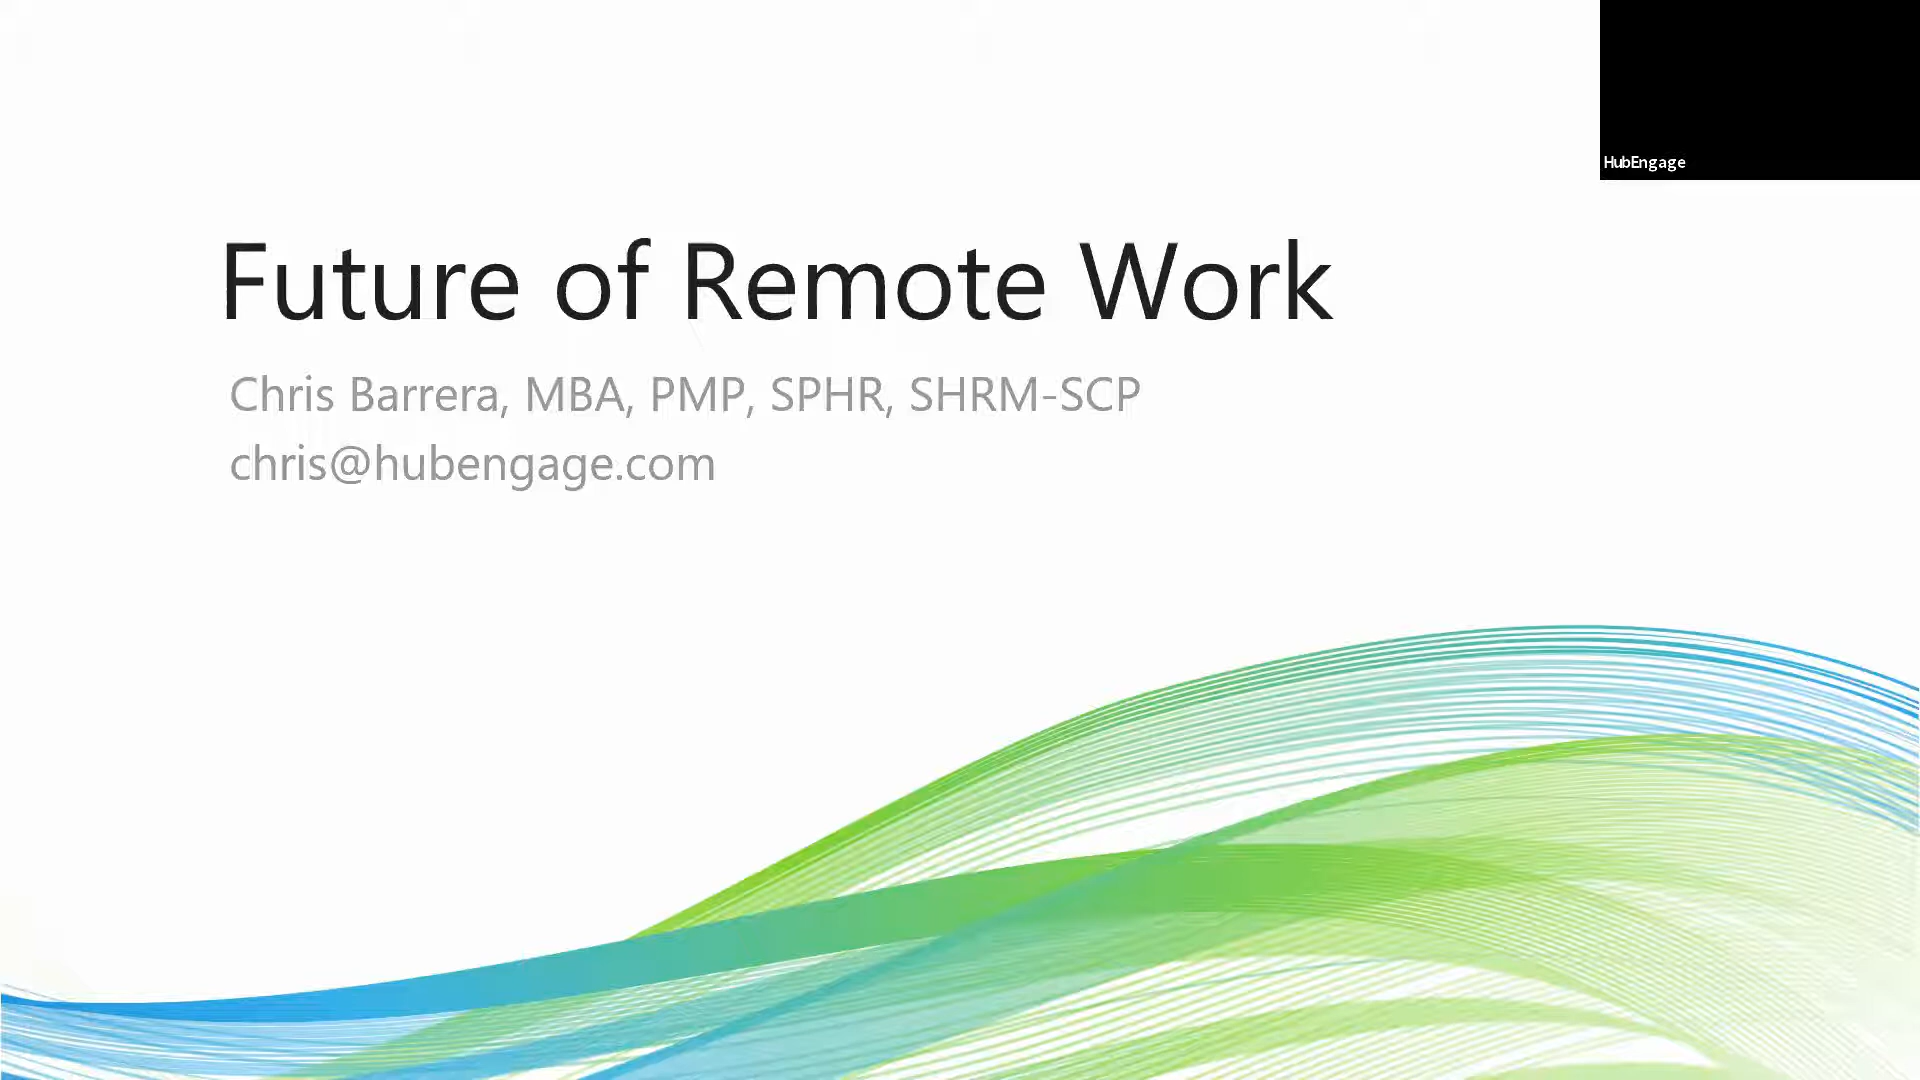 HubEngage
Future of Remote Work
Chris Barrera, MBA, PMP, SPHR, SHRM-SCP
chris@hubengage.com